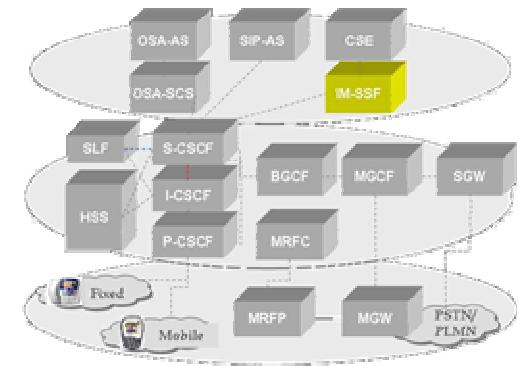 OSA-AS
SIP-AS
CSE
OSA-SCS
IM-SSF
SLF
S-CSCF
HSS
I-CSCF
BGCF
MGCF
SGW
P-CSCF
MRFC
Fixed
Mobile
MRFP
MGW
PSTN/
PLMN